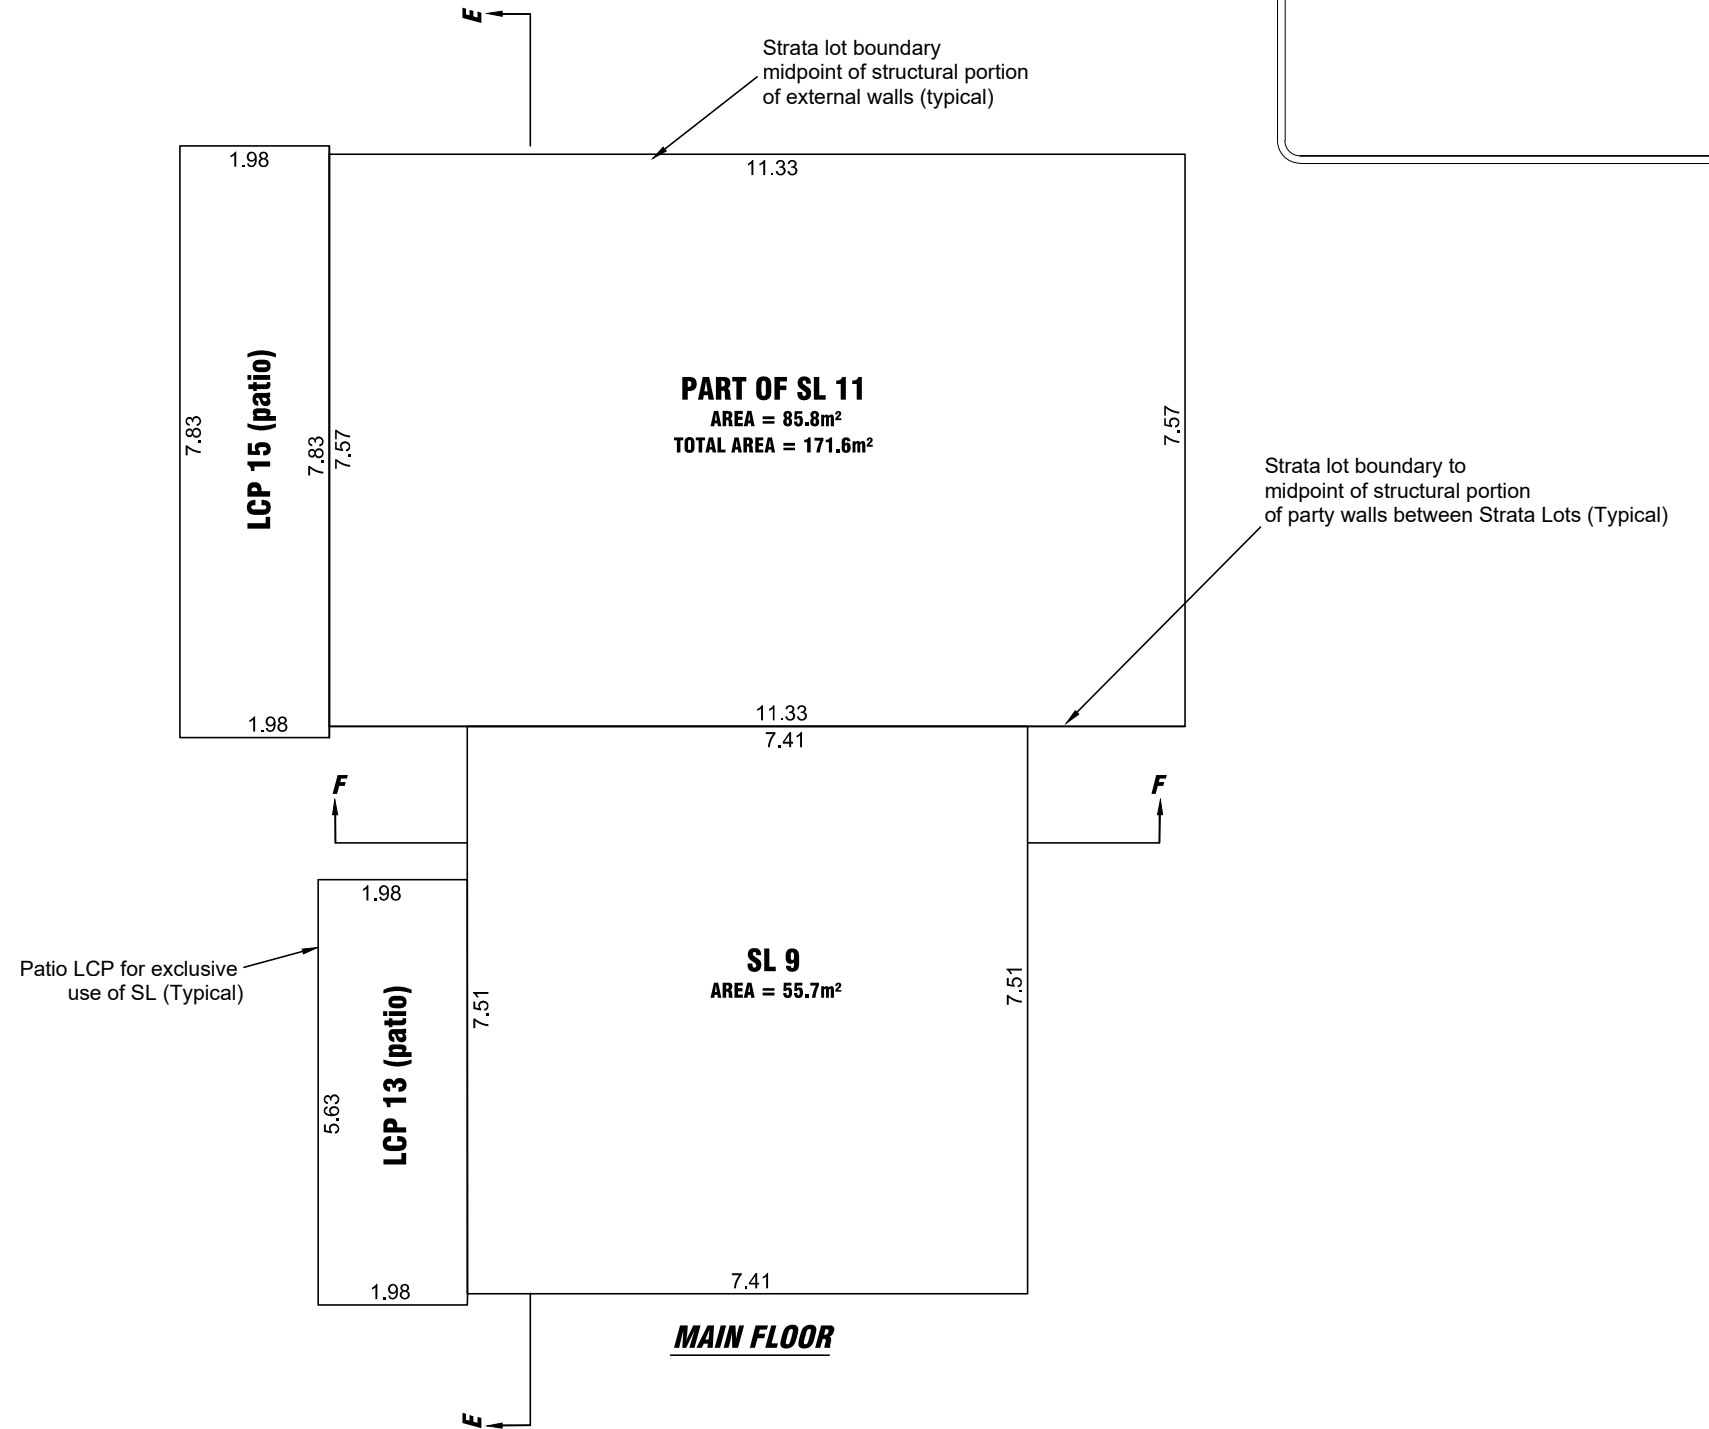 E
Strata lot boundary
midpoint of structural portion
of external walls (typical)
1.98
11.33
7.83
LCP 15 (patio)
7.83
7.57
PART OF SL 11
AREA = 85.8m²
TOTAL AREA = 171.6m²
7.57
Strata lot boundary to
midpoint of structural portion
of party walls between Strata Lots (Typical)
1.98
11.33
7.41
F
F
1.98
Patio LCP for exclusive
use of SL (Typical)
5.63
LCP 13 (patio)
7.51
SL 9
AREA = 55.7m²
7.51
1.98
7.41
MAIN FLOOR
E